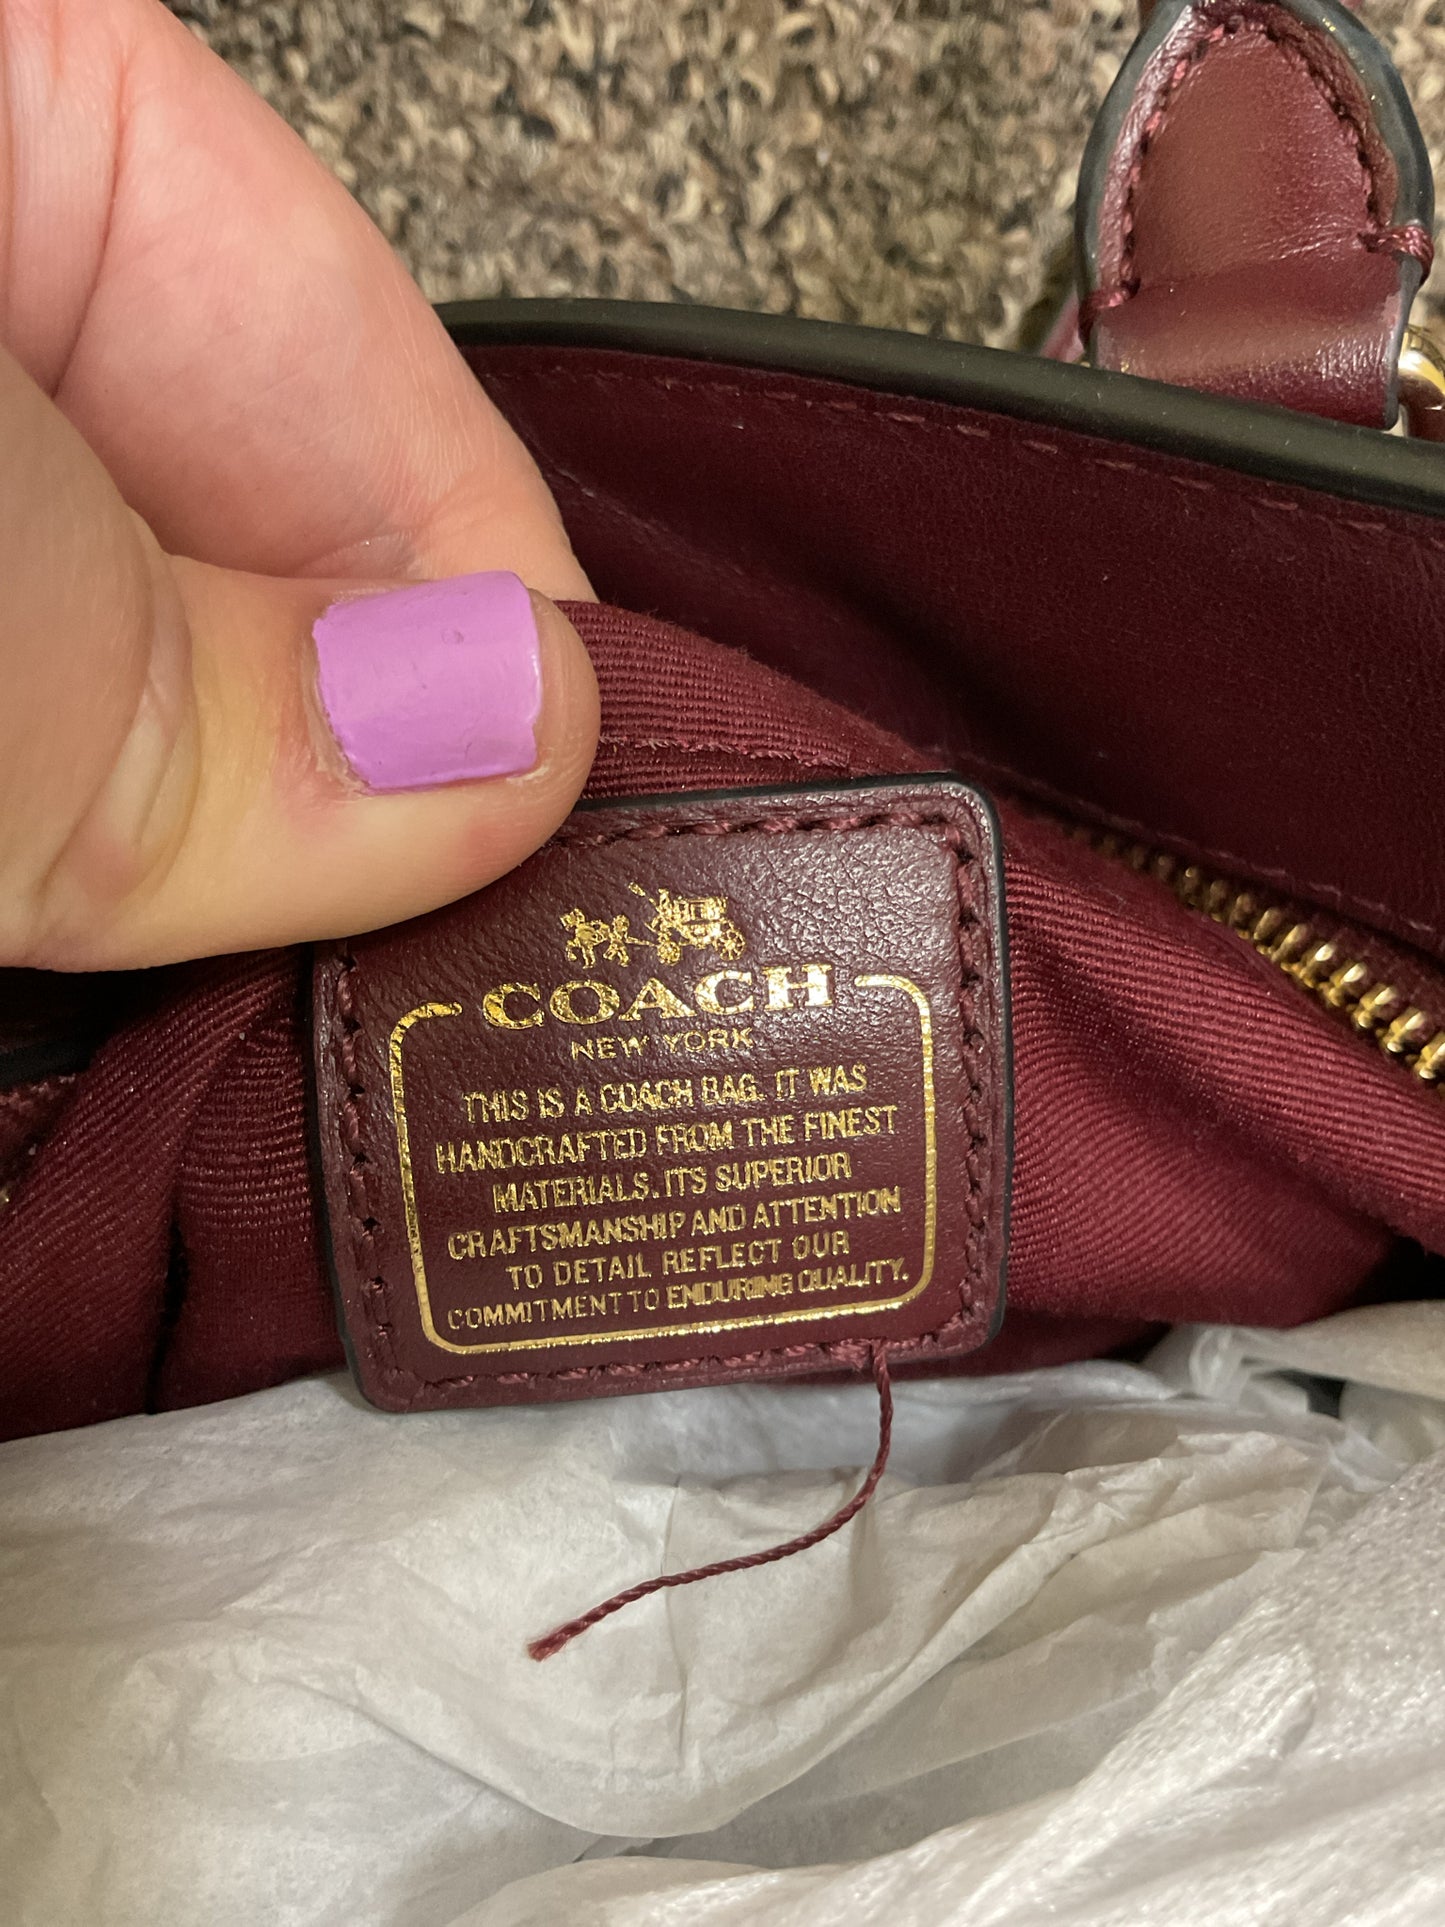 COACH
NEW YORK
THIS IS A COACH BAG. IT WAS
HANDCRAFTED FROM THE FINEST
MATERIALS. ITS SUPERIOR
CRAFTSMANSHIP AND ATTENTION
TO DETAIL REFLECT OUR
COMMITMENT TO ENDURING QUALITY.